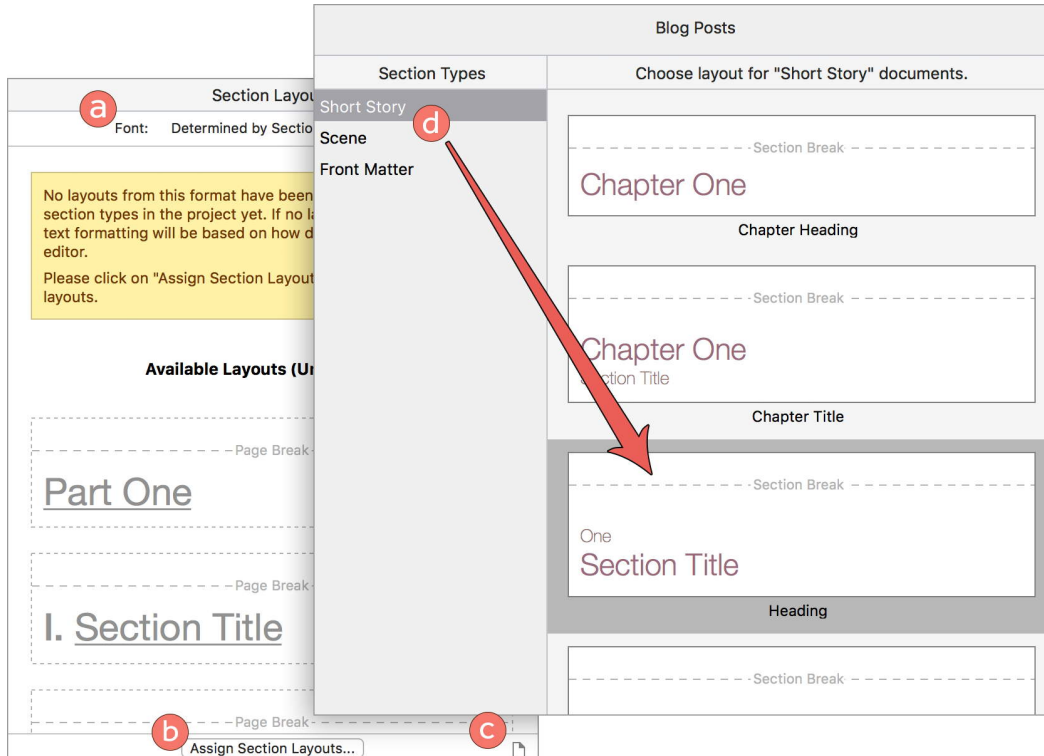 Blog Posts
Section Types
Choose layout for "Short Story" documents.
Short Story
d
Scene
Front Matter
Section Break
Chapter One
Chapter Heading
Section Break
Chapter One
Section Title
Chapter Title
Section Break
One
Section Title
Heading
Section Break
a
Section Layou
Font: Determined by Sectio
No layouts from this format have been
section types in the project yet. If no la
text formatting will be based on how d
editor.
Please click on "Assign Section Layout
layouts.
Available Layouts (Un
Page Break
Part One
Page Break
I. Section Title
Page Break
b
c
Assign Section Layouts...